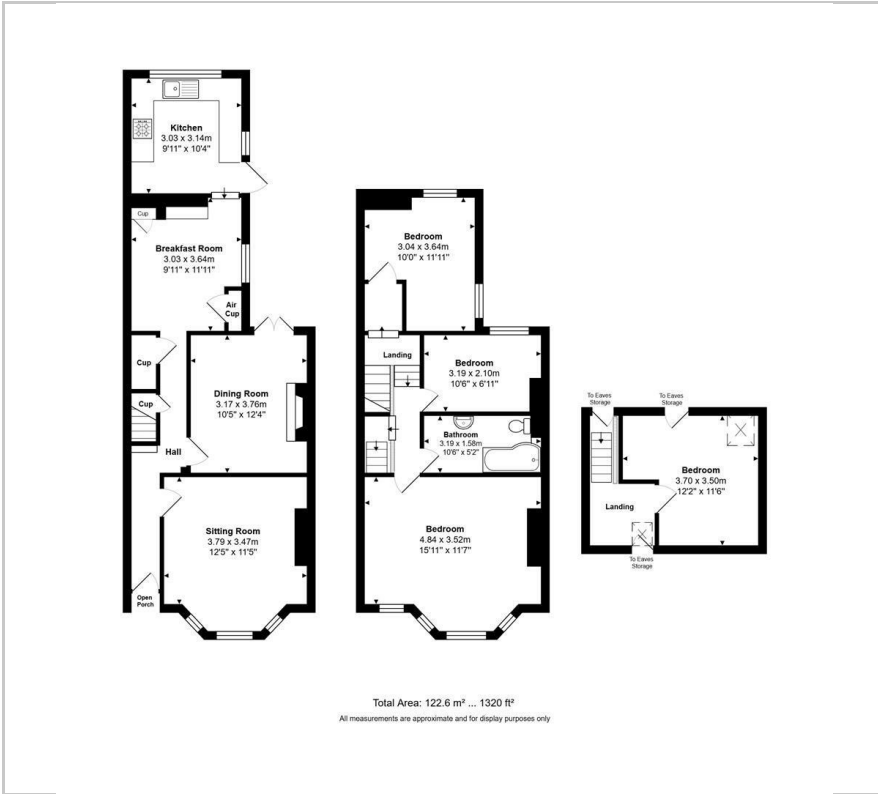 Kitchen
3.03 x 3.14m
9'11" x 10'4"
Cup
Breakfast Room
3.03 x 3.64m
9'11" x 11'11"
Air
Cup
Cup
Cup
Dining Room
3.17 x 3.76m
10'5" x 12'4"
Hall
Sitting Room
3.79 x 3.47m
12'5" x 11'5"
Open
Porch
Bedroom
3.04 x 3.64m
10'0" x 11'11"
Landing
Bedroom
3.19 x 2.10m
10'6" x 6'11"
Bathroom
3.19 x 1.58m
10'6" x 5'2"
Bedroom
4.84 x 3.52m
15'11" x 11'7"
To Eaves
Storage
To Eaves
Storage
Bedroom
3.70 x 3.50m
12'2" x 11'6"
Landing
To Eaves
Storage
Total Area: 122.6 m² ... 1320 ft²
All measurements are approximate and for display purposes only